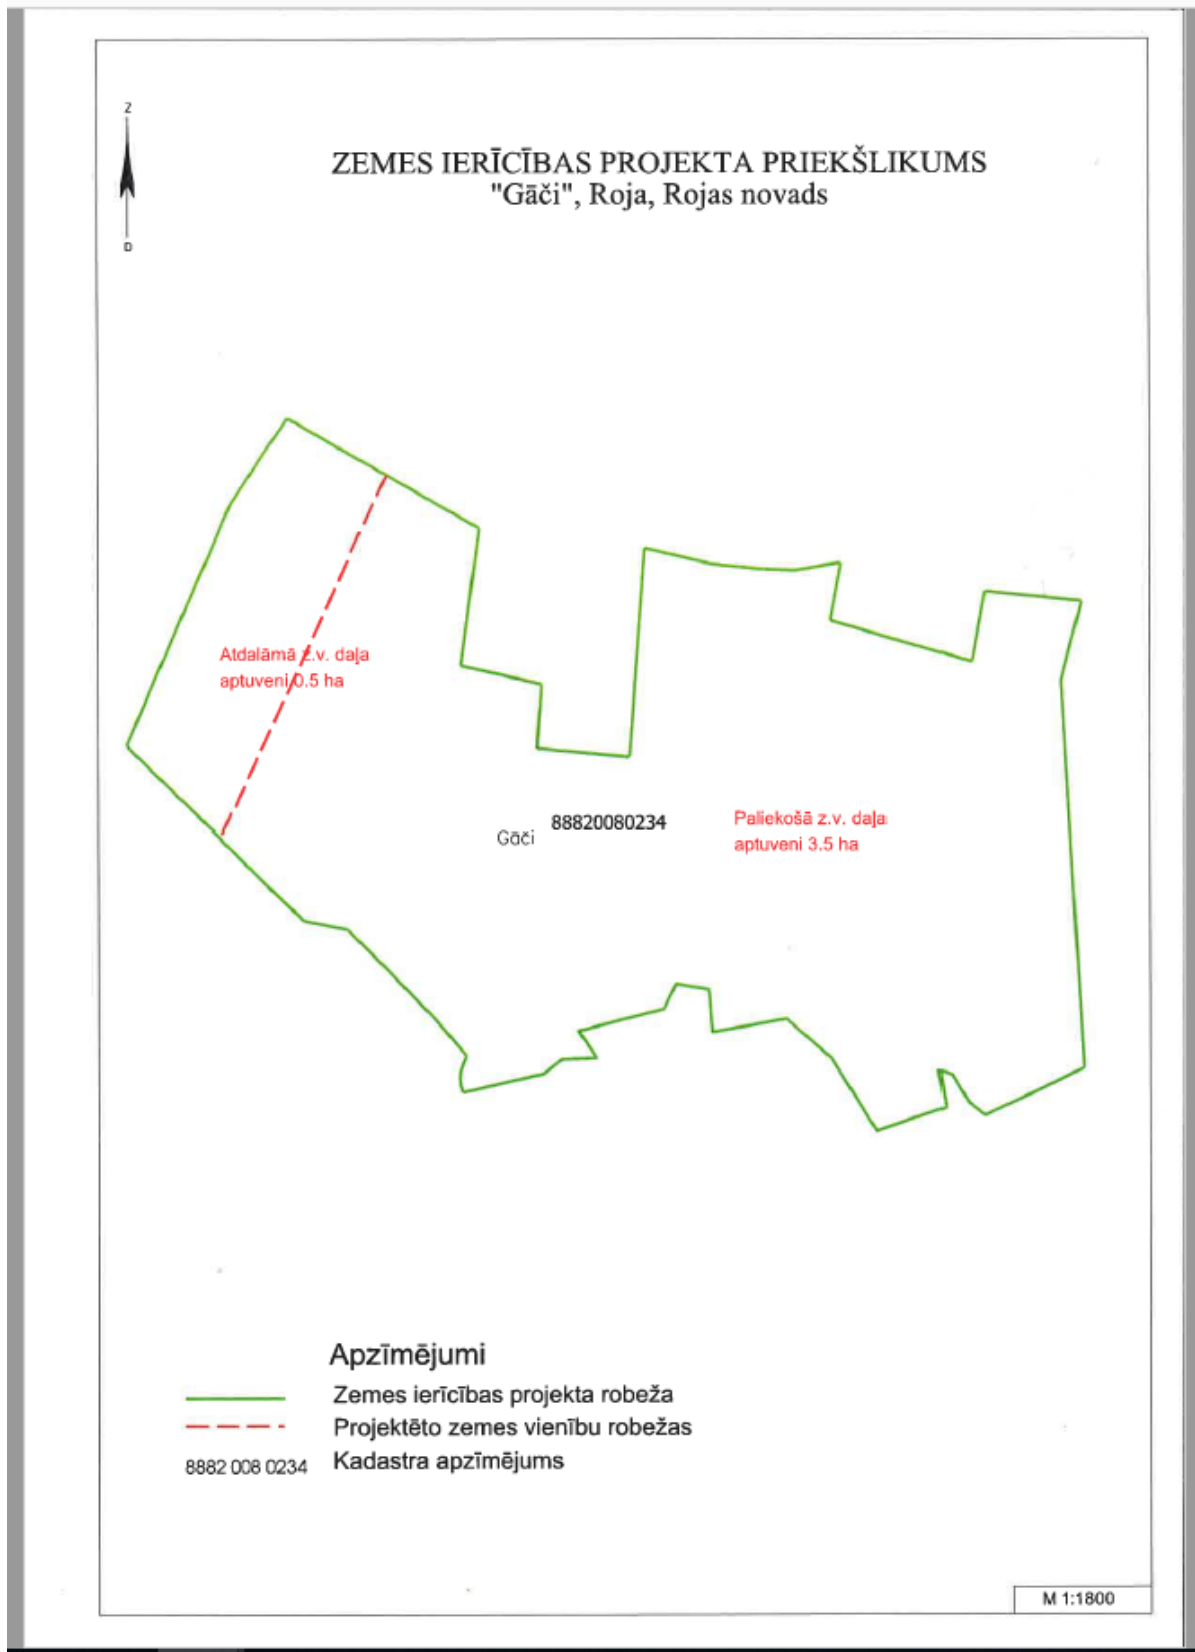 Z
D
ZEMES IERĪCĪBAS PROJEKTA PRIEKŠLIKUMS
"Gāči", Roja, Rojas novads
Atdalāmā z.v. daļa
aptuveni 0.5 ha
Gāči
88820080234
Paliekošā z.v. daļa
aptuveni 3.5 ha
Apzīmējumi
Zemes ierīcības projekta robeža
Projektēto zemes vienību robežas
8882 008 0234 Kadastra apzīmējums
M 1:1800